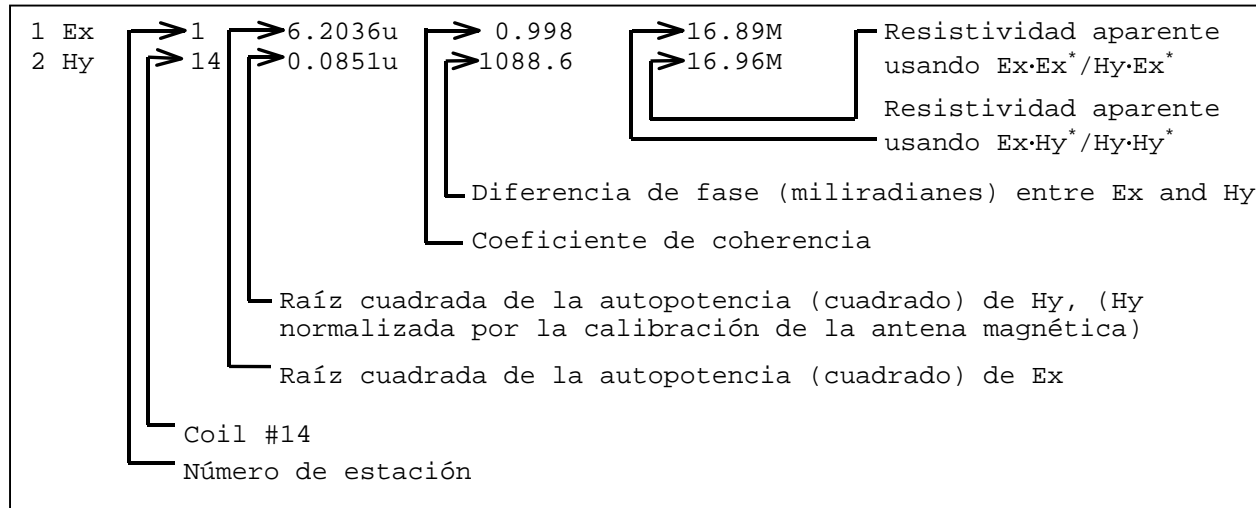 1 Ex 1 6.2036u 0.998 16.89M Resistividad aparente
2 Hy 14 0.0851u 1088.6 16.96M usando Ex·Ex*/Hy·Ex*
Resistividad aparente
usando Ex·Hy*/Hy·Hy*
Diferencia de fase (miliradianes) entre Ex and Hy
Coeficiente de coherencia
Raíz cuadrada de la autopotencia (cuadrado) de Hy, (Hy
normalizada por la calibración de la antena magnética)
Raíz cuadrada de la autopotencia (cuadrado) de Ex
Coil #14
Número de estación